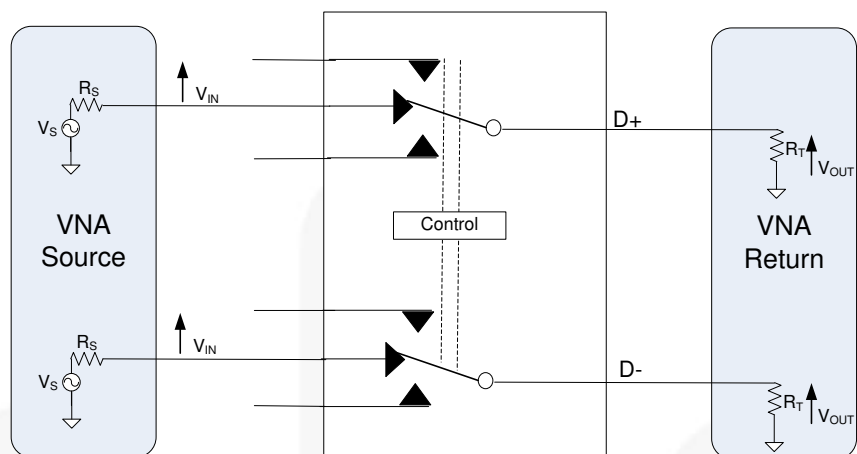 RS
VIN
VS
D+
RT
VOUT
VNA
Source
Control
VNA
Return
RS
VIN
VS
D-
RT
VOUT